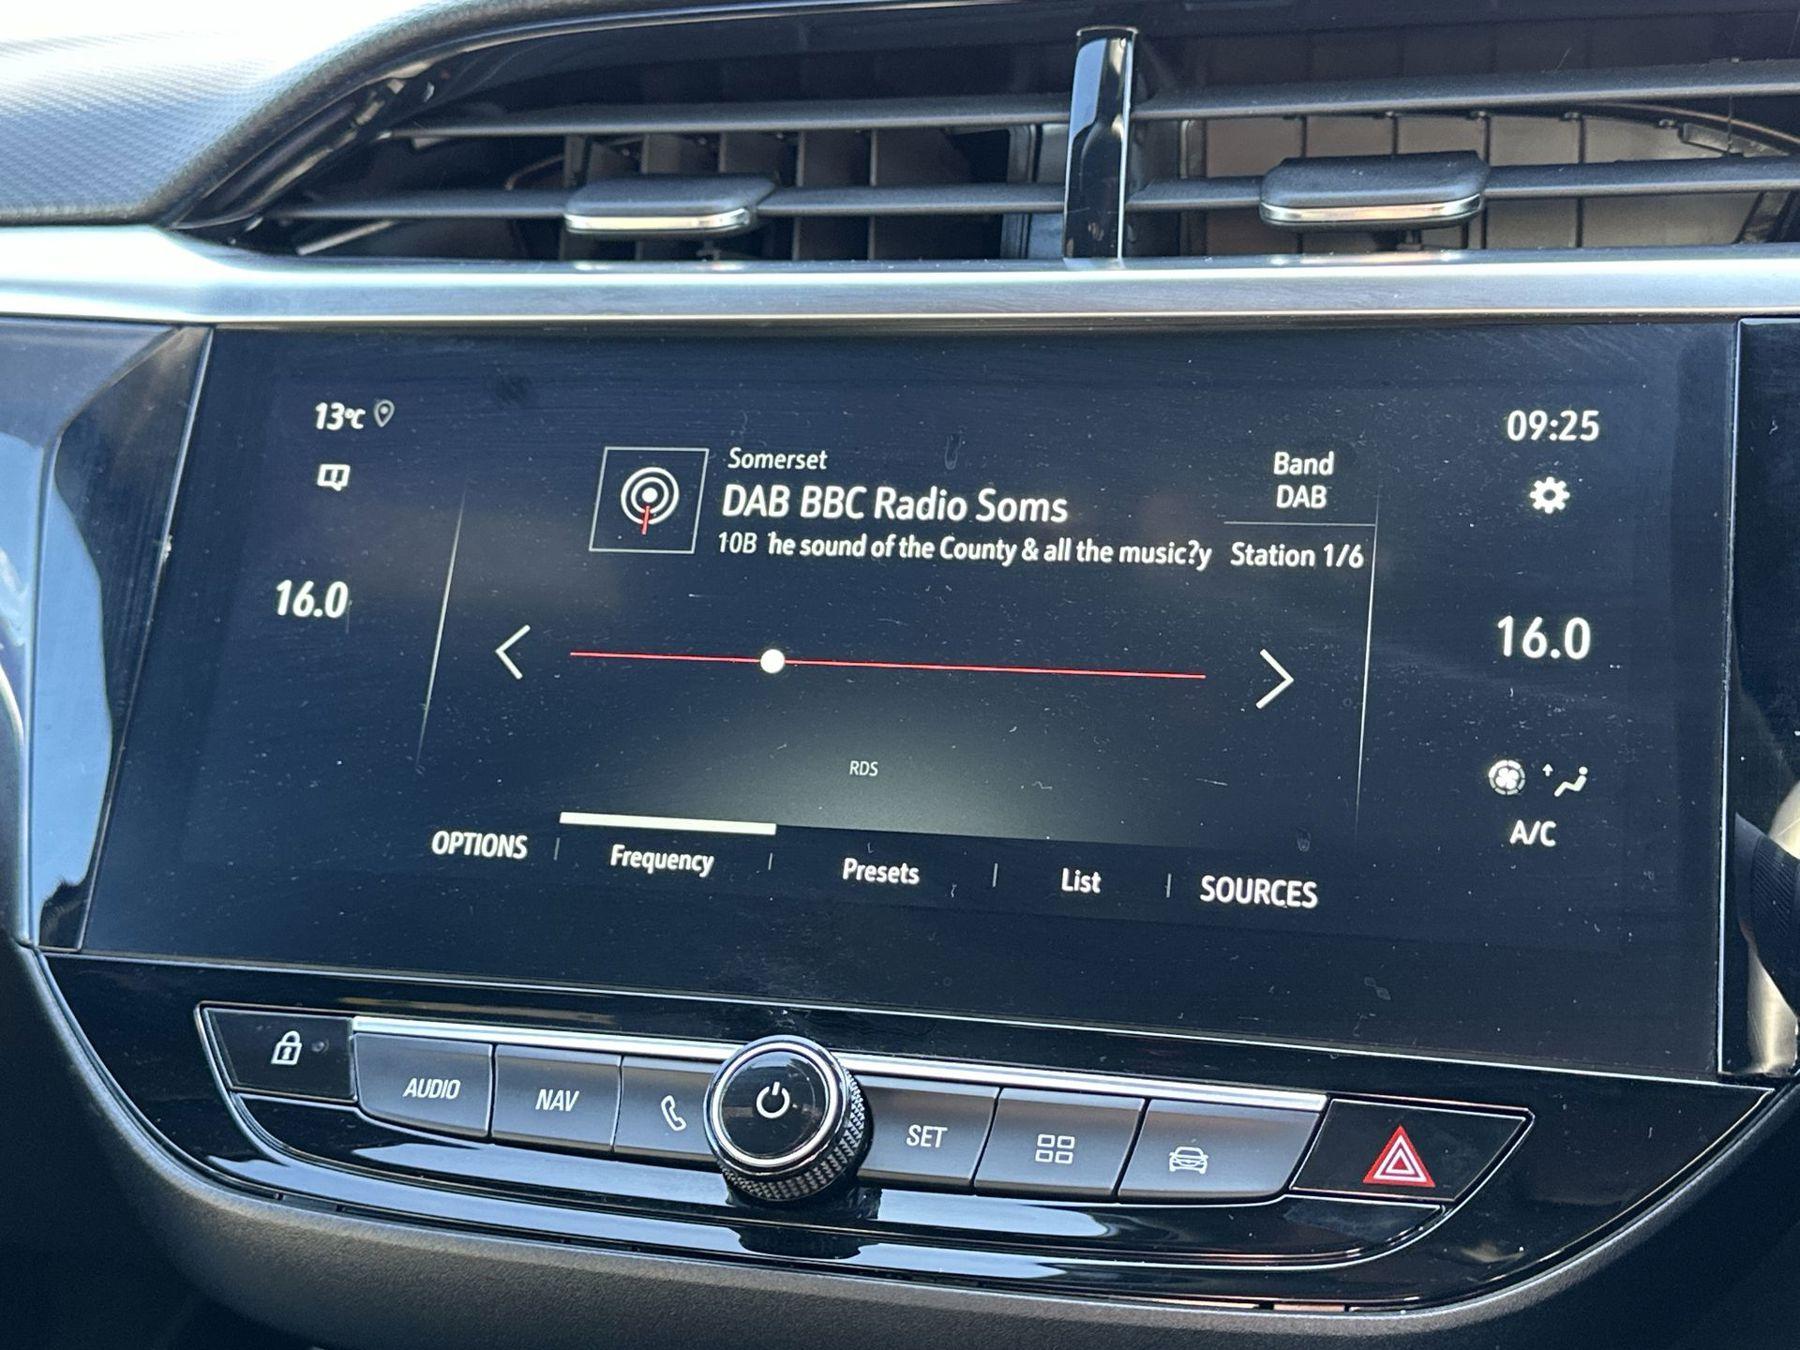 13°C
09:25
Somerset
DAB BBC Radio Soms
10B he sound of the County & all the music?y
Band
DAB
Station 1/6
16.0
16.0
RDS
A/C
OPTIONS
Frequency
Presets
List
SOURCES
AUDIO
NAV
SET